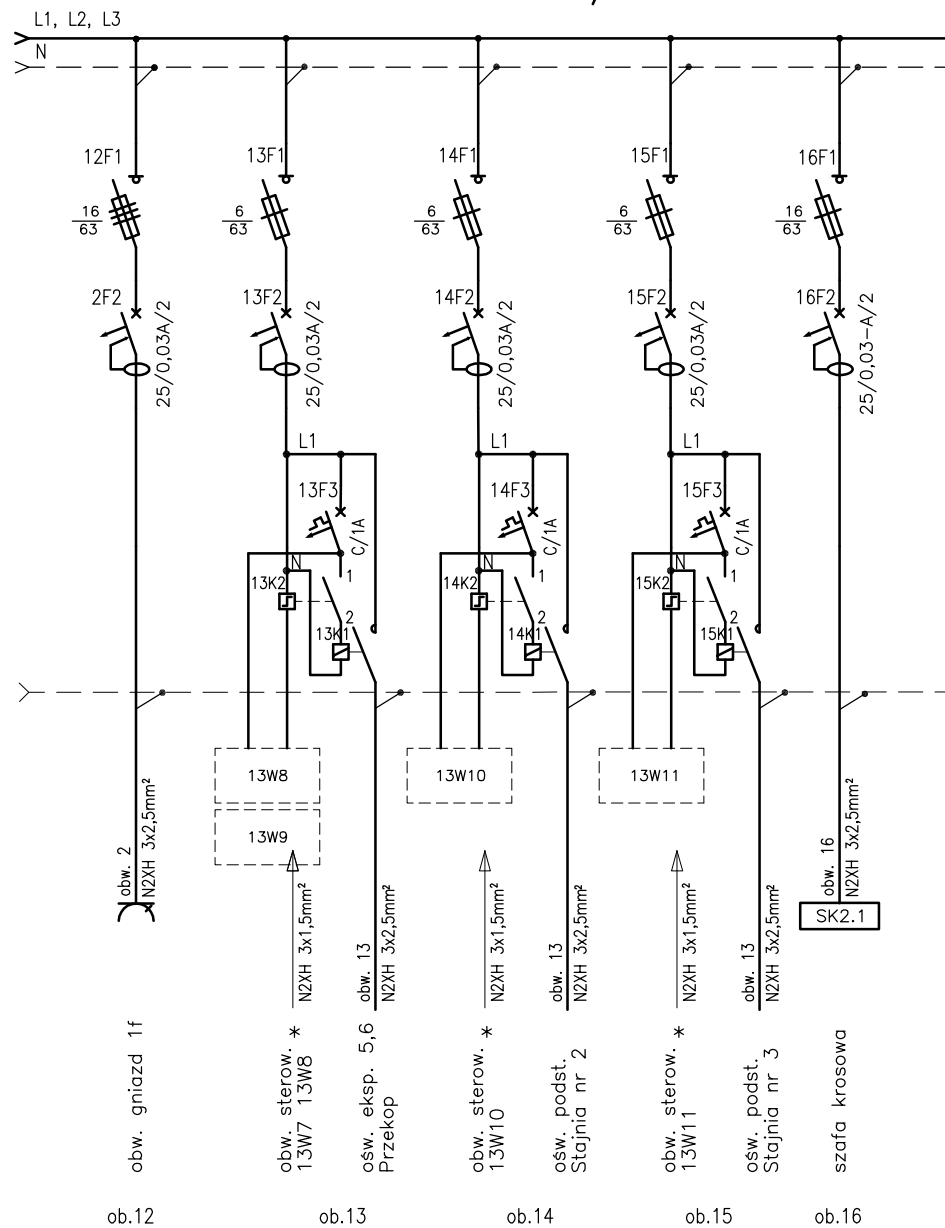 L1, L2, L3
N
12F1
13F1
14F1
15F1
16F1
16
63
6
63
6
63
6
63
16
63
2F2
25/0,03A/2
13F2
25/0,03A/2
14F2
25/0,03A/2
15F2
25/0,03A/2
16F2
25/0,03-A/2
L1
L1
L1
13F3
C/1A
14F3
C/1A
15F3
C/1A
N
1
N
1
N
1
13K2
14K2
15K2
2
2
2
13K1
14K1
15K1
13W8
13W10
13W11
13W9
obw. 2
N2XH 3x2,5mm²
N2XH 3x1,5mm²
obw. 13
N2XH 3x2,5mm²
N2XH 3x1,5mm²
obw. 13
N2XH 3x2,5mm²
N2XH 3x1,5mm²
obw. 13
N2XH 3x2,5mm²
obw. 16
N2XH 3x2,5mm²
SK2.1
obw. gniazd 1f
obw. sterow. *
13W7 13W8
ośw. eksp. 5,6
Przekop
obw. sterow. *
13W10
ośw. podst.
Stajnia nr 2
obw. sterow. *
13W11
ośw. podst.
Stajnia nr 3
szafa krosowa
ob.12
ob.13
ob.14
ob.15
ob.16